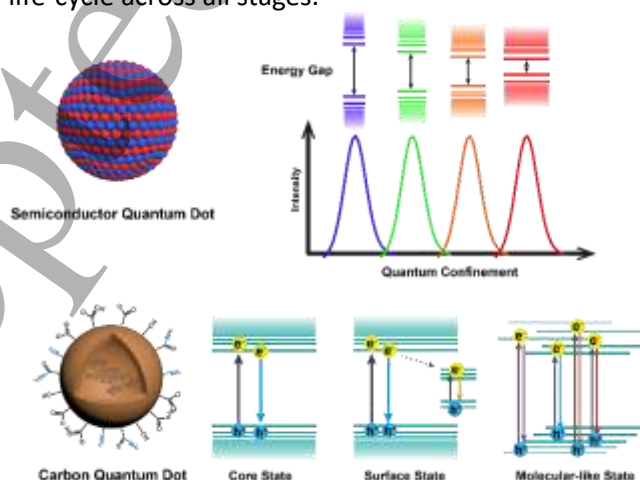 life-cycle across all stages.
Energy Gap
Intensity
Semiconductor Quantum Dot
Quantum Confinement
e⁻ e⁻ e⁻ e⁻ e⁻ e⁻ e⁻ e⁻ e⁻
h⁺ h⁺ h⁺ h⁺ h⁺ h⁺ h⁺ h⁺ h⁺
Carbon Quantum Dot Core State Surface State Molecular-like State